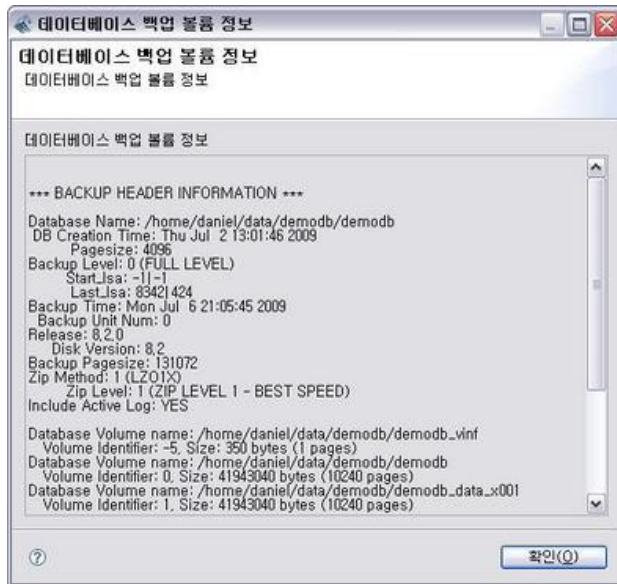 데이터베이스 백업 볼륨 정보
데이터베이스 백업 볼륨 정보
데이터베이스 백업 볼륨 정보
데이터베이스 백업 볼륨 정보
*** BACKUP HEADER INFORMATION ***
Database Name: /home/daniel/data/demodb/demodb
DB Creation Time: Thu Jul 2 13:01:46 2009
Pagesize: 4096
Backup Level: 0 (FULL LEVEL)
Start_lsa: -1|-1
Last_lsa: 8342|424
Backup Time: Mon Jul 6 21:05:45 2009
Backup Unit Num: 0
Release: 8.2.0
Disk Version: 8.2
Backup Pagesize: 131072
Zip Method: 1 (LZO1X)
Zip Level: 1 (ZIP LEVEL 1 - BEST SPEED)
Include Active Log: YES
Database Volume name: /home/daniel/data/demodb/demodb_vinf
Volume Identifier: -5, Size: 350 bytes (1 pages)
Database Volume name: /home/daniel/data/demodb/demodb
Volume Identifier: 0, Size: 41943040 bytes (10240 pages)
Database Volume name: /home/daniel/data/demodb/demodb_data_x001
Volume Identifier: 1, Size: 41943040 bytes (10240 pages)
확인(O)